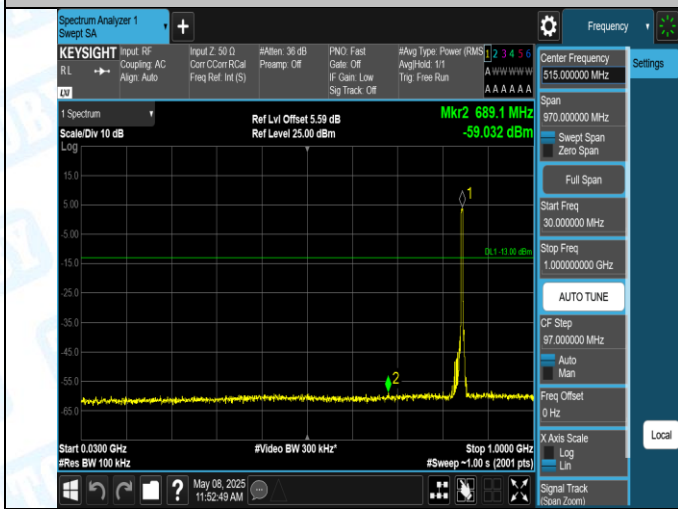 Spectrum Analyzer 1
Swept SA
+
Frequency
KEYSIGHT
RL
LXI
Input: RF
Coupling: AC
Align: Auto
Input Z: 50 Ω
Corr CCorr RCal
Freq Ref: Int (S)
#Atten: 36 dB
Preamp: Off
PNO: Fast
Gate: Off
IF Gain: Low
Sig Track: Off
#Avg Type: Power (RMS
Avg|Hold: 1/1
Trig: Free Run
1 2 3 4 5 6
A W W W W W
A A A A A A
1 Spectrum
Scale/Div 10 dB
Log
Ref Lvl Offset 5.59 dB
Ref Level 25.00 dBm
Mkr2 689.1 MHz
-59.032 dBm
15.0
5.00
-5.00
-15.0
-25.0
-35.0
-45.0
-55.0
-65.0
1
DL1 -13.00 dBm
2
Start 0.0300 GHz
#Res BW 100 kHz
#Video BW 300 kHz*
Stop 1.0000 GHz
#Sweep ~1.00 s (2001 pts)
?
May 08, 2025
11:52:49 AM
Center Frequency
515.000000 MHz
Settings
Span
970.000000 MHz
Swept Span
Zero Span
Full Span
Start Freq
30.000000 MHz
Stop Freq
1.000000000 GHz
AUTO TUNE
CF Step
97.000000 MHz
Auto
Man
Freq Offset
0 Hz
X Axis Scale
Log
Lin
Local
Signal Track
(Span Zoom)